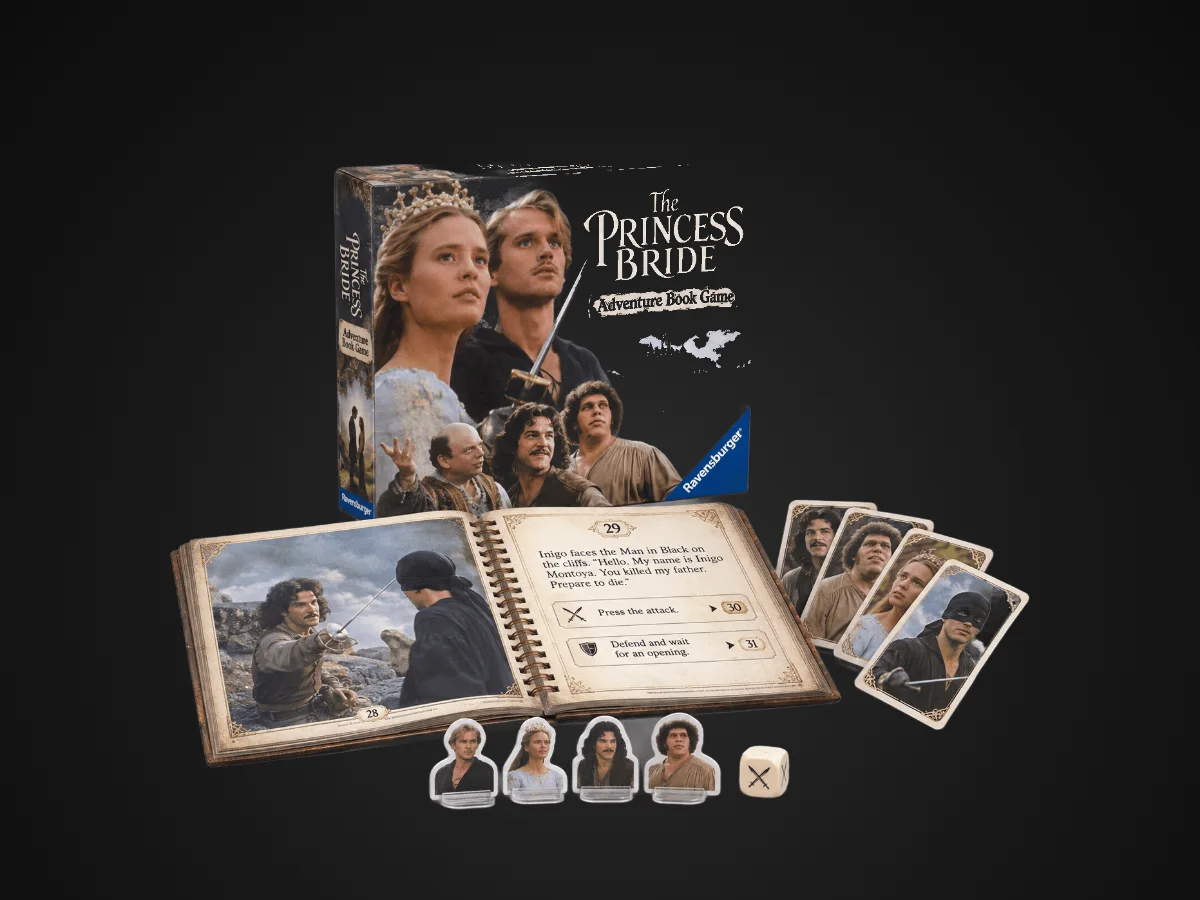 The
PRINCESS
BRIDE
Adventure Book Game
The
PRINCESS
BRIDE
Adventure
Book Game
Ravensburger
Ravensburger
29
Inigo faces the Man in Black on
the cliffs. "Hello. My name is Inigo
Montoya. You killed my father.
Prepare to die."
Press the attack.
30
Defend and wait
for an opening.
31
28